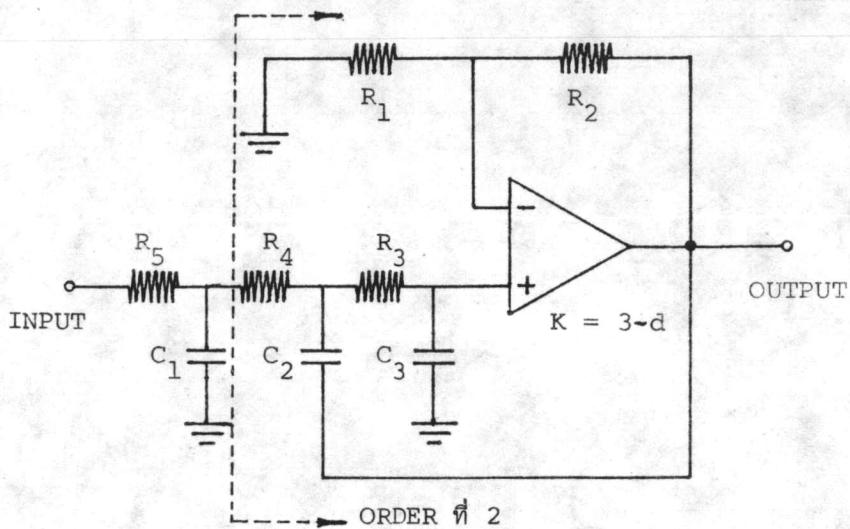 R1
R2
-
R5
R4
R3
+
INPUT
OUTPUT
K = 3-d
C1
C2
C3
ORDER ที่ 2